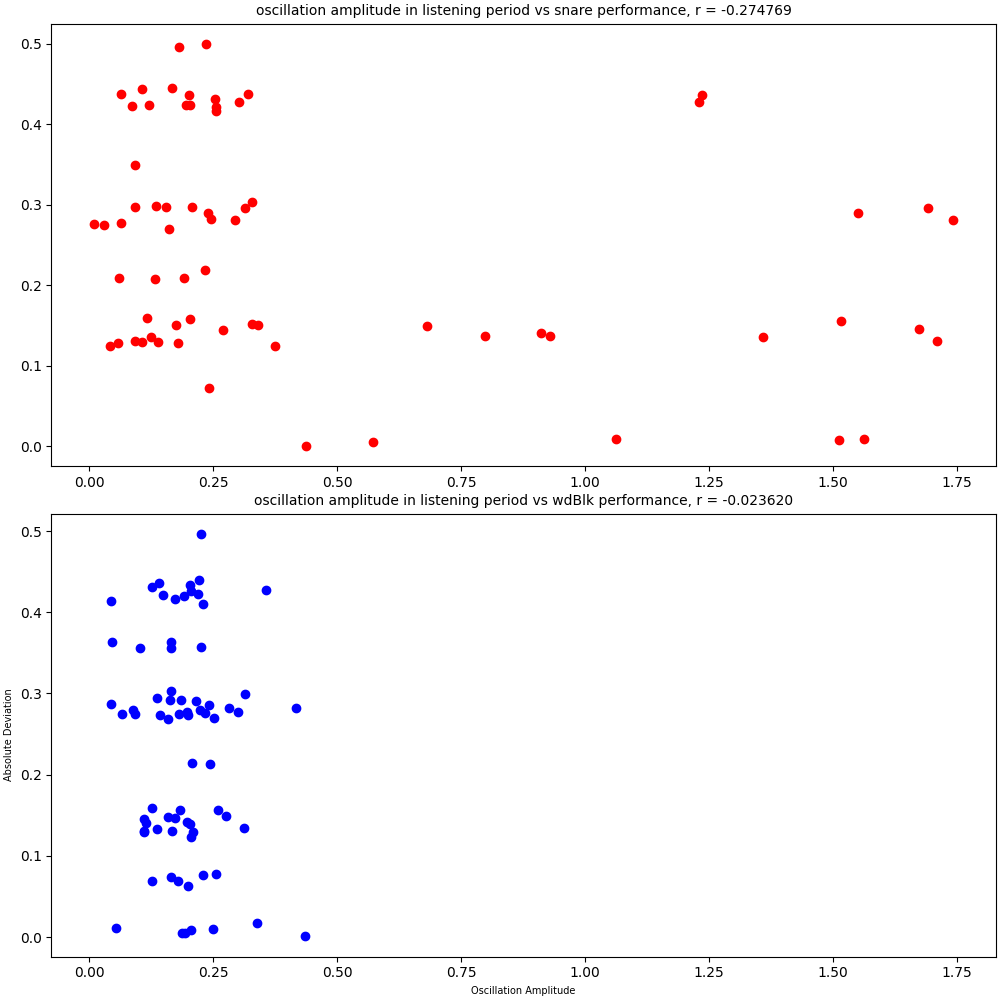 oscillation amplitude in listening period vs snare performance, r = -0.274769
0.5
0.4
0.3
0.2
0.1
0.0
0.00 0.25 0.50 0.75 1.00 1.25 1.50 1.75
oscillation amplitude in listening period vs wdBlk performance, r = -0.023620
0.5
0.4
0.3
0.2
0.1
0.0
Absolute Deviation
0.00 0.25 0.50 0.75 1.00 1.25 1.50 1.75
Oscillation Amplitude